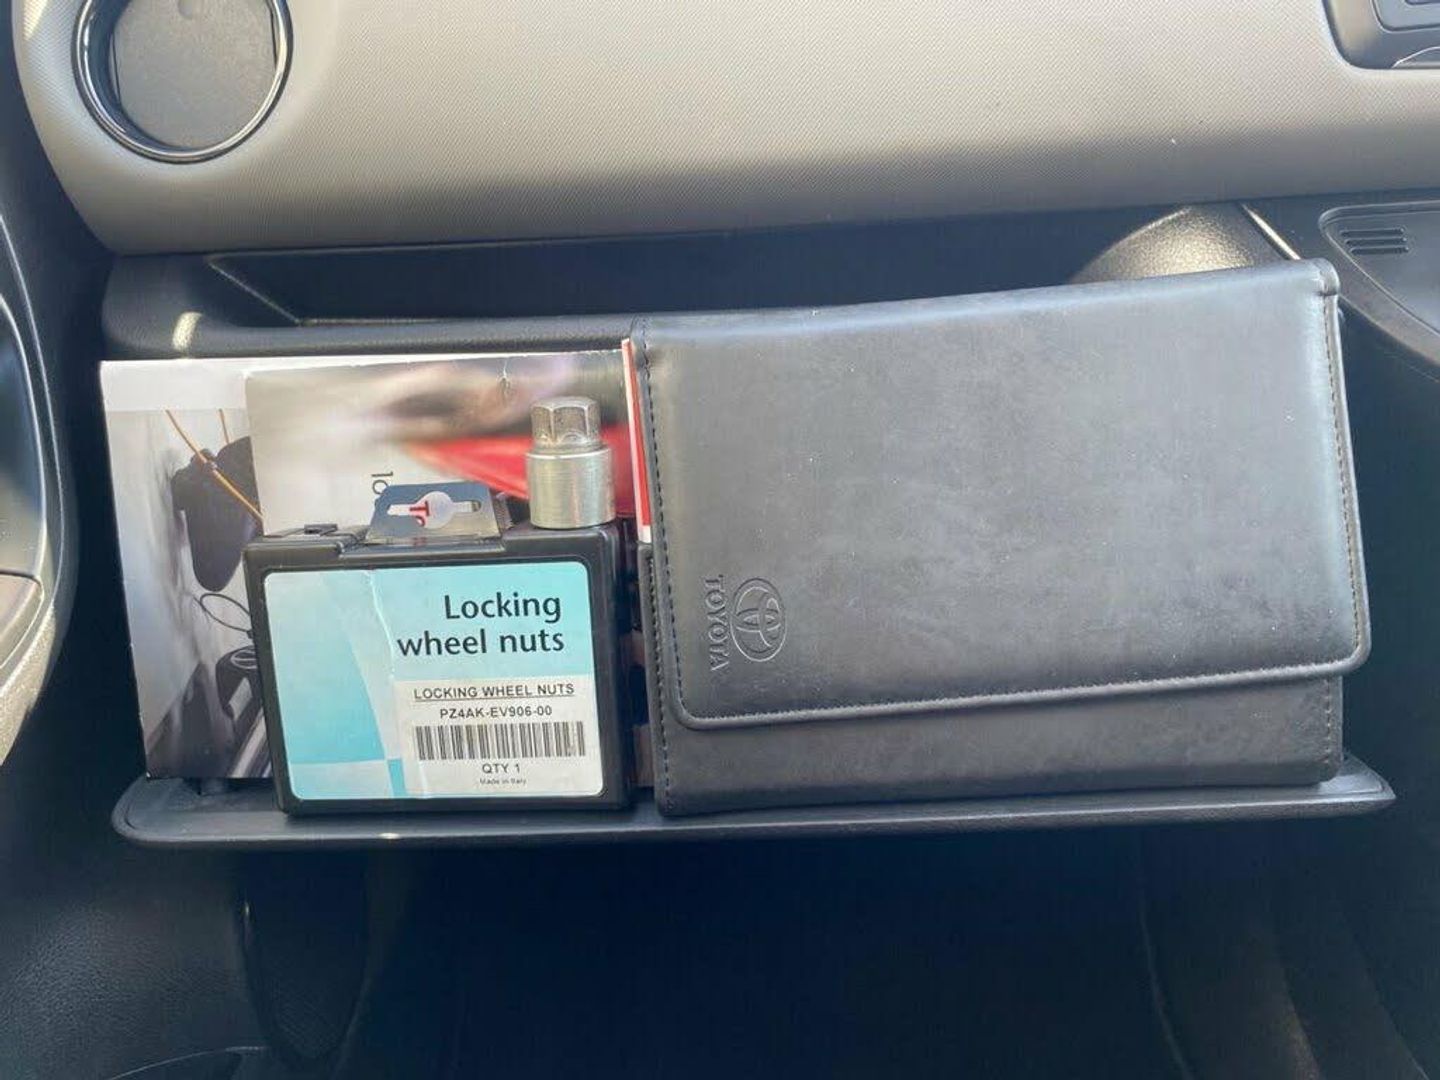 Locking
wheel nuts
LOCKING WHEEL NUTS
PZ4AK-EV906-00
QTY 1
Made in Italy
TOYOTA